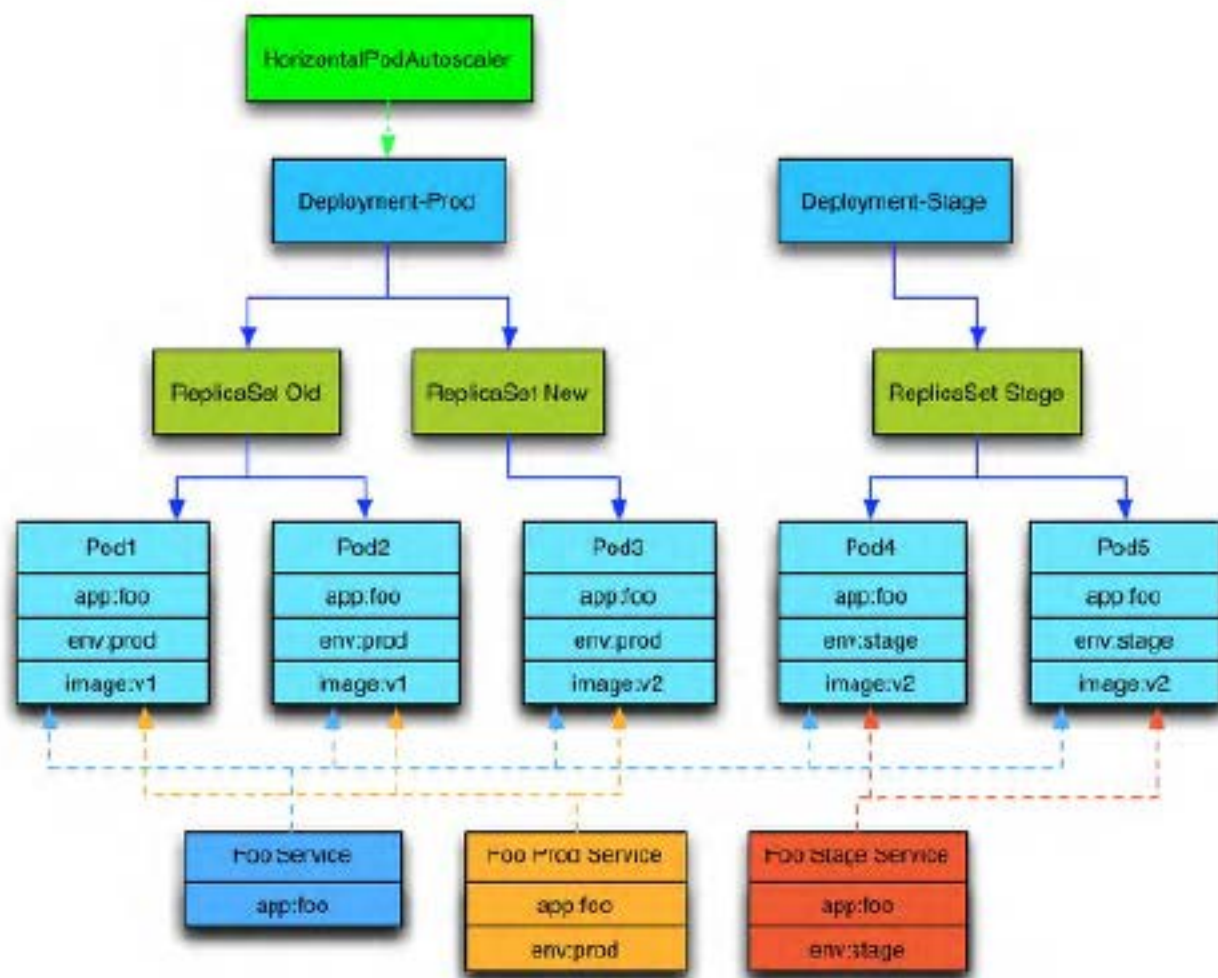 HorizontalPodAutoscaler
Deployment-Prod
Deployment-Stage
ReplicaSet Old
ReplicaSet New
ReplicaSet Stage
Pod1
app:foo
env:prod
image:v1
Pod2
app:foo
env:prod
image:v1
Pod3
app:foo
env:prod
image:v2
Pod4
app:foo
env:stage
image:v2
Pod5
app:foo
env:stage
image:v2
Foo Service
app:foo
Foo Prod Service
app:foo
env:prod
Foo Stage Service
app:foo
env:stage